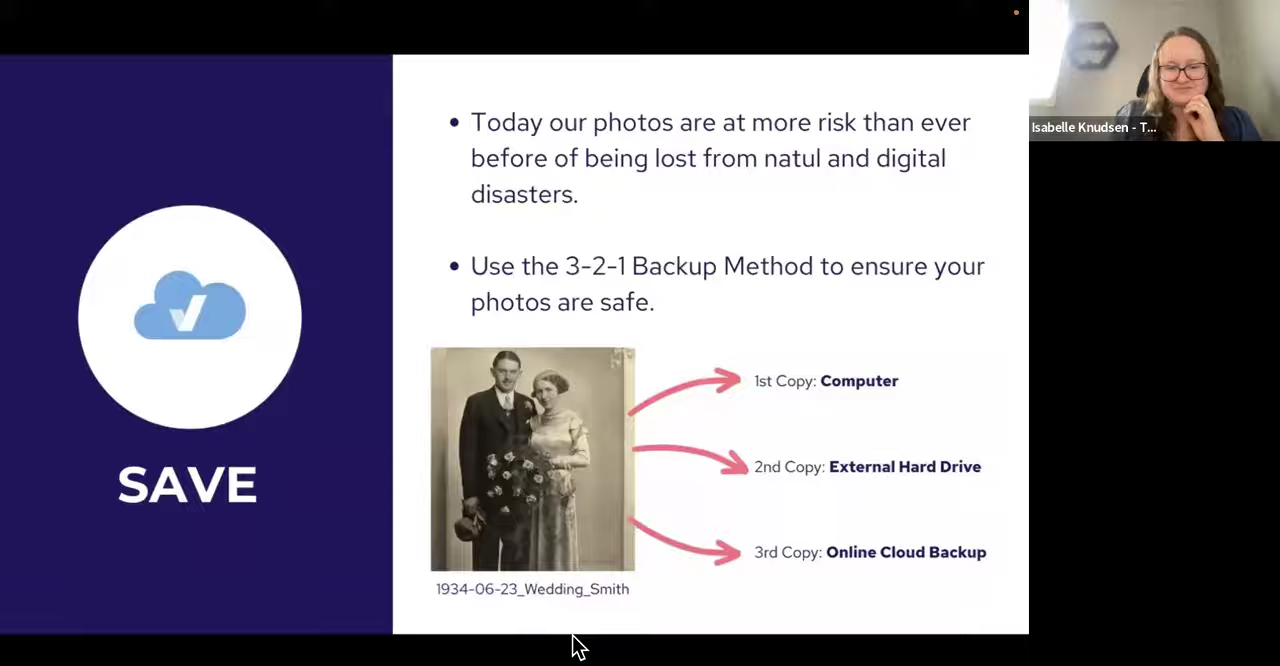 Isabelle Knudsen - T...
• Today our photos are at more risk than ever
before of being lost from natul and digital
disasters.
• Use the 3-2-1 Backup Method to ensure your
photos are safe.
SAVE
1st Copy: Computer
2nd Copy: External Hard Drive
3rd Copy: Online Cloud Backup
1934-06-23_Wedding_Smith